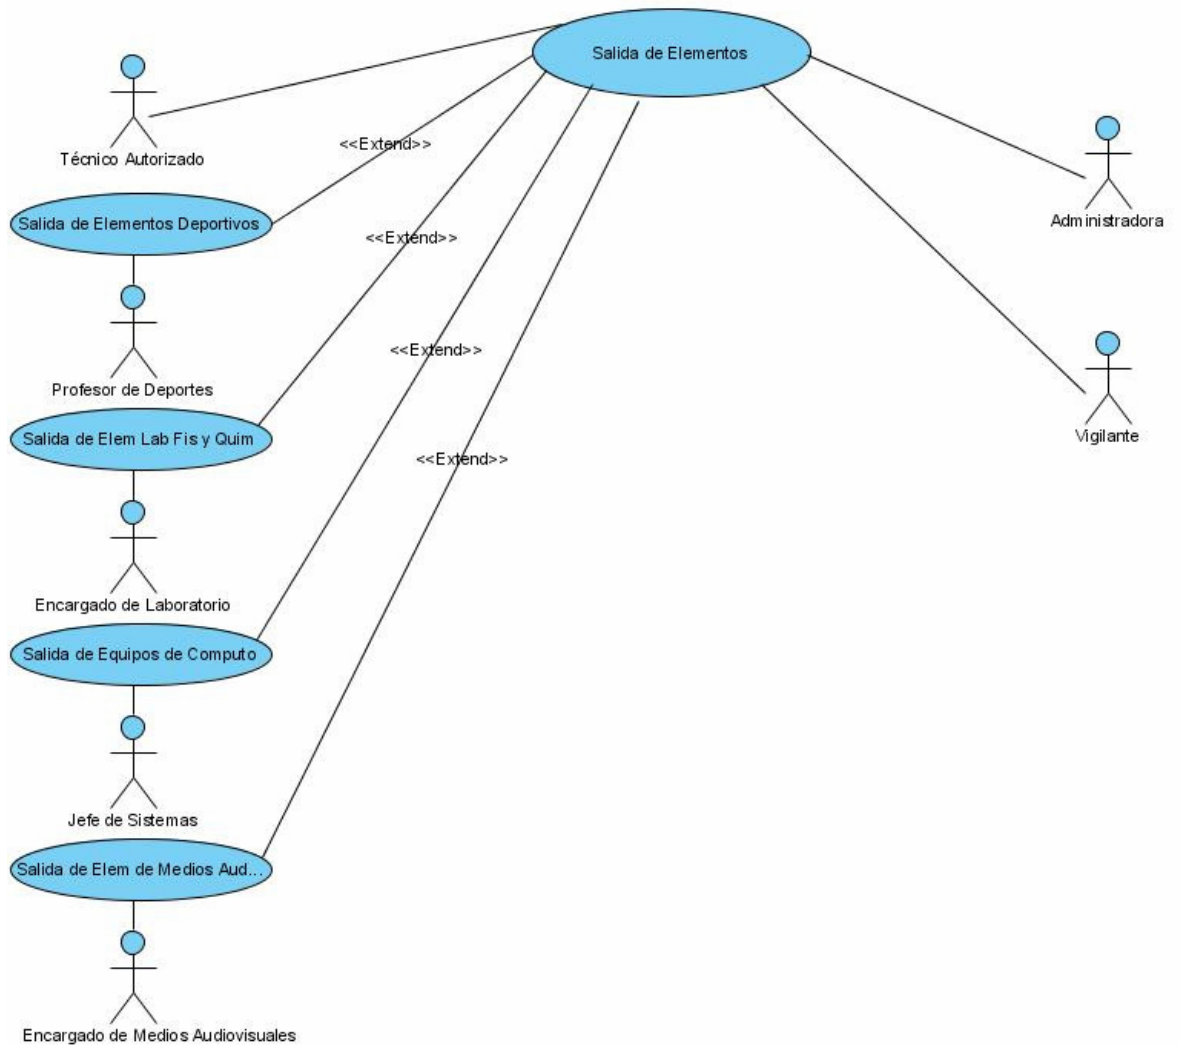 Salida de Elementos
Técnico Autorizado
<<Extend>>
Salida de Elementos Deportivos
Administradora
<<Extend>>
Profesor de Deportes
<<Extend>>
Salida de Elem Lab Fis y Quim
Vigilante
<<Extend>>
Encargado de Laboratorio
Salida de Equipos de Computo
Jefe de Sistemas
Salida de Elem de Medios Aud...
Encargado de Medios Audiovisuales